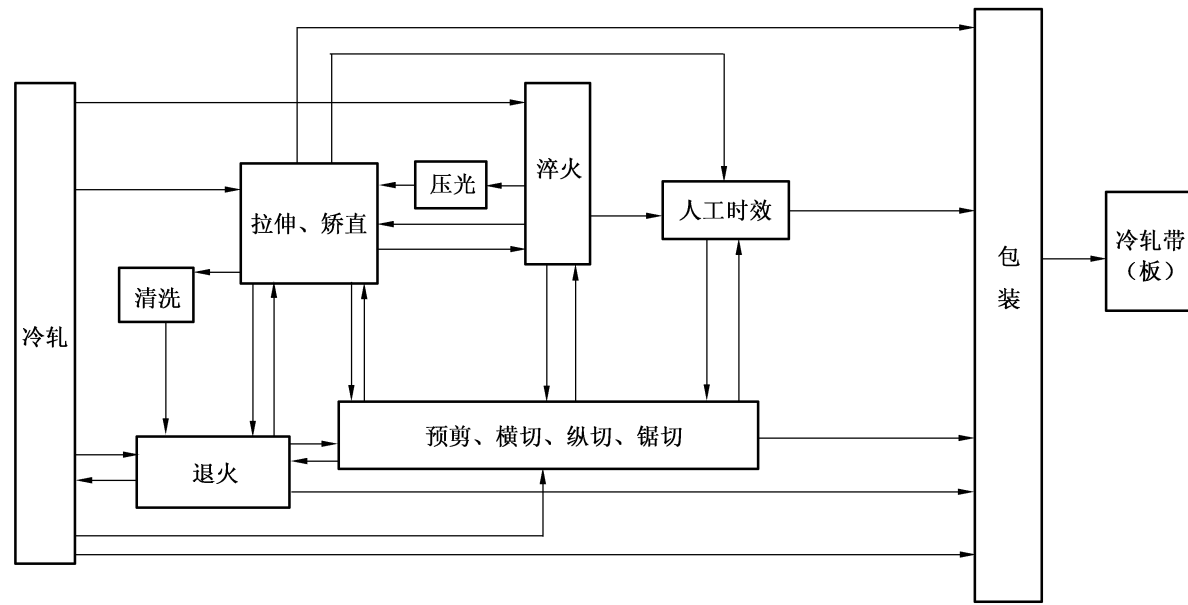 冷轧
拉伸、矫直
压光
淬火
人工时效
清洗
退火
预剪、横切、纵切、锯切
包
装
冷轧带
（板）